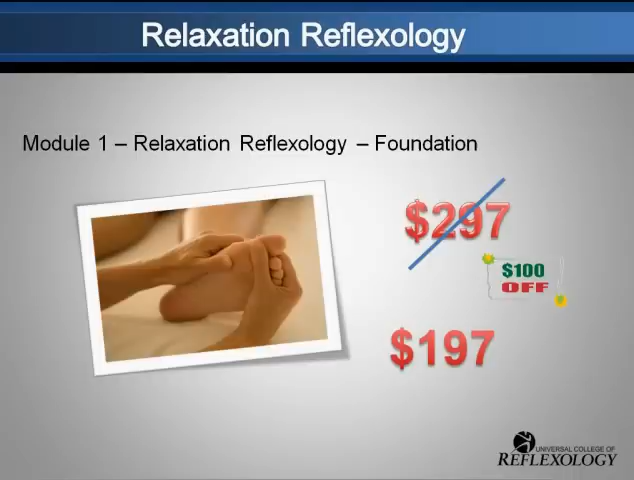 Relaxation Reflexology
Module 1 – Relaxation Reflexology – Foundation
$297
$100
OFF
$197
UNIVERSAL COLLEGE OF
REFLEXOLOGY